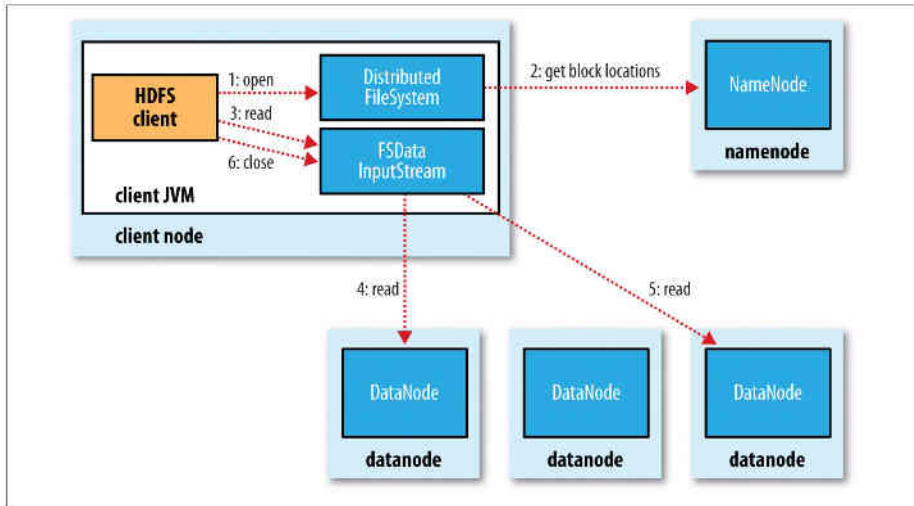 1: open
Distributed
FileSystem
2: get block locations
NameNode
HDFS
client
3: read
6: close
FSData
InputStream
namenode
client JVM
client node
4: read
5: read
DataNode
DataNode
DataNode
datanode
datanode
datanode